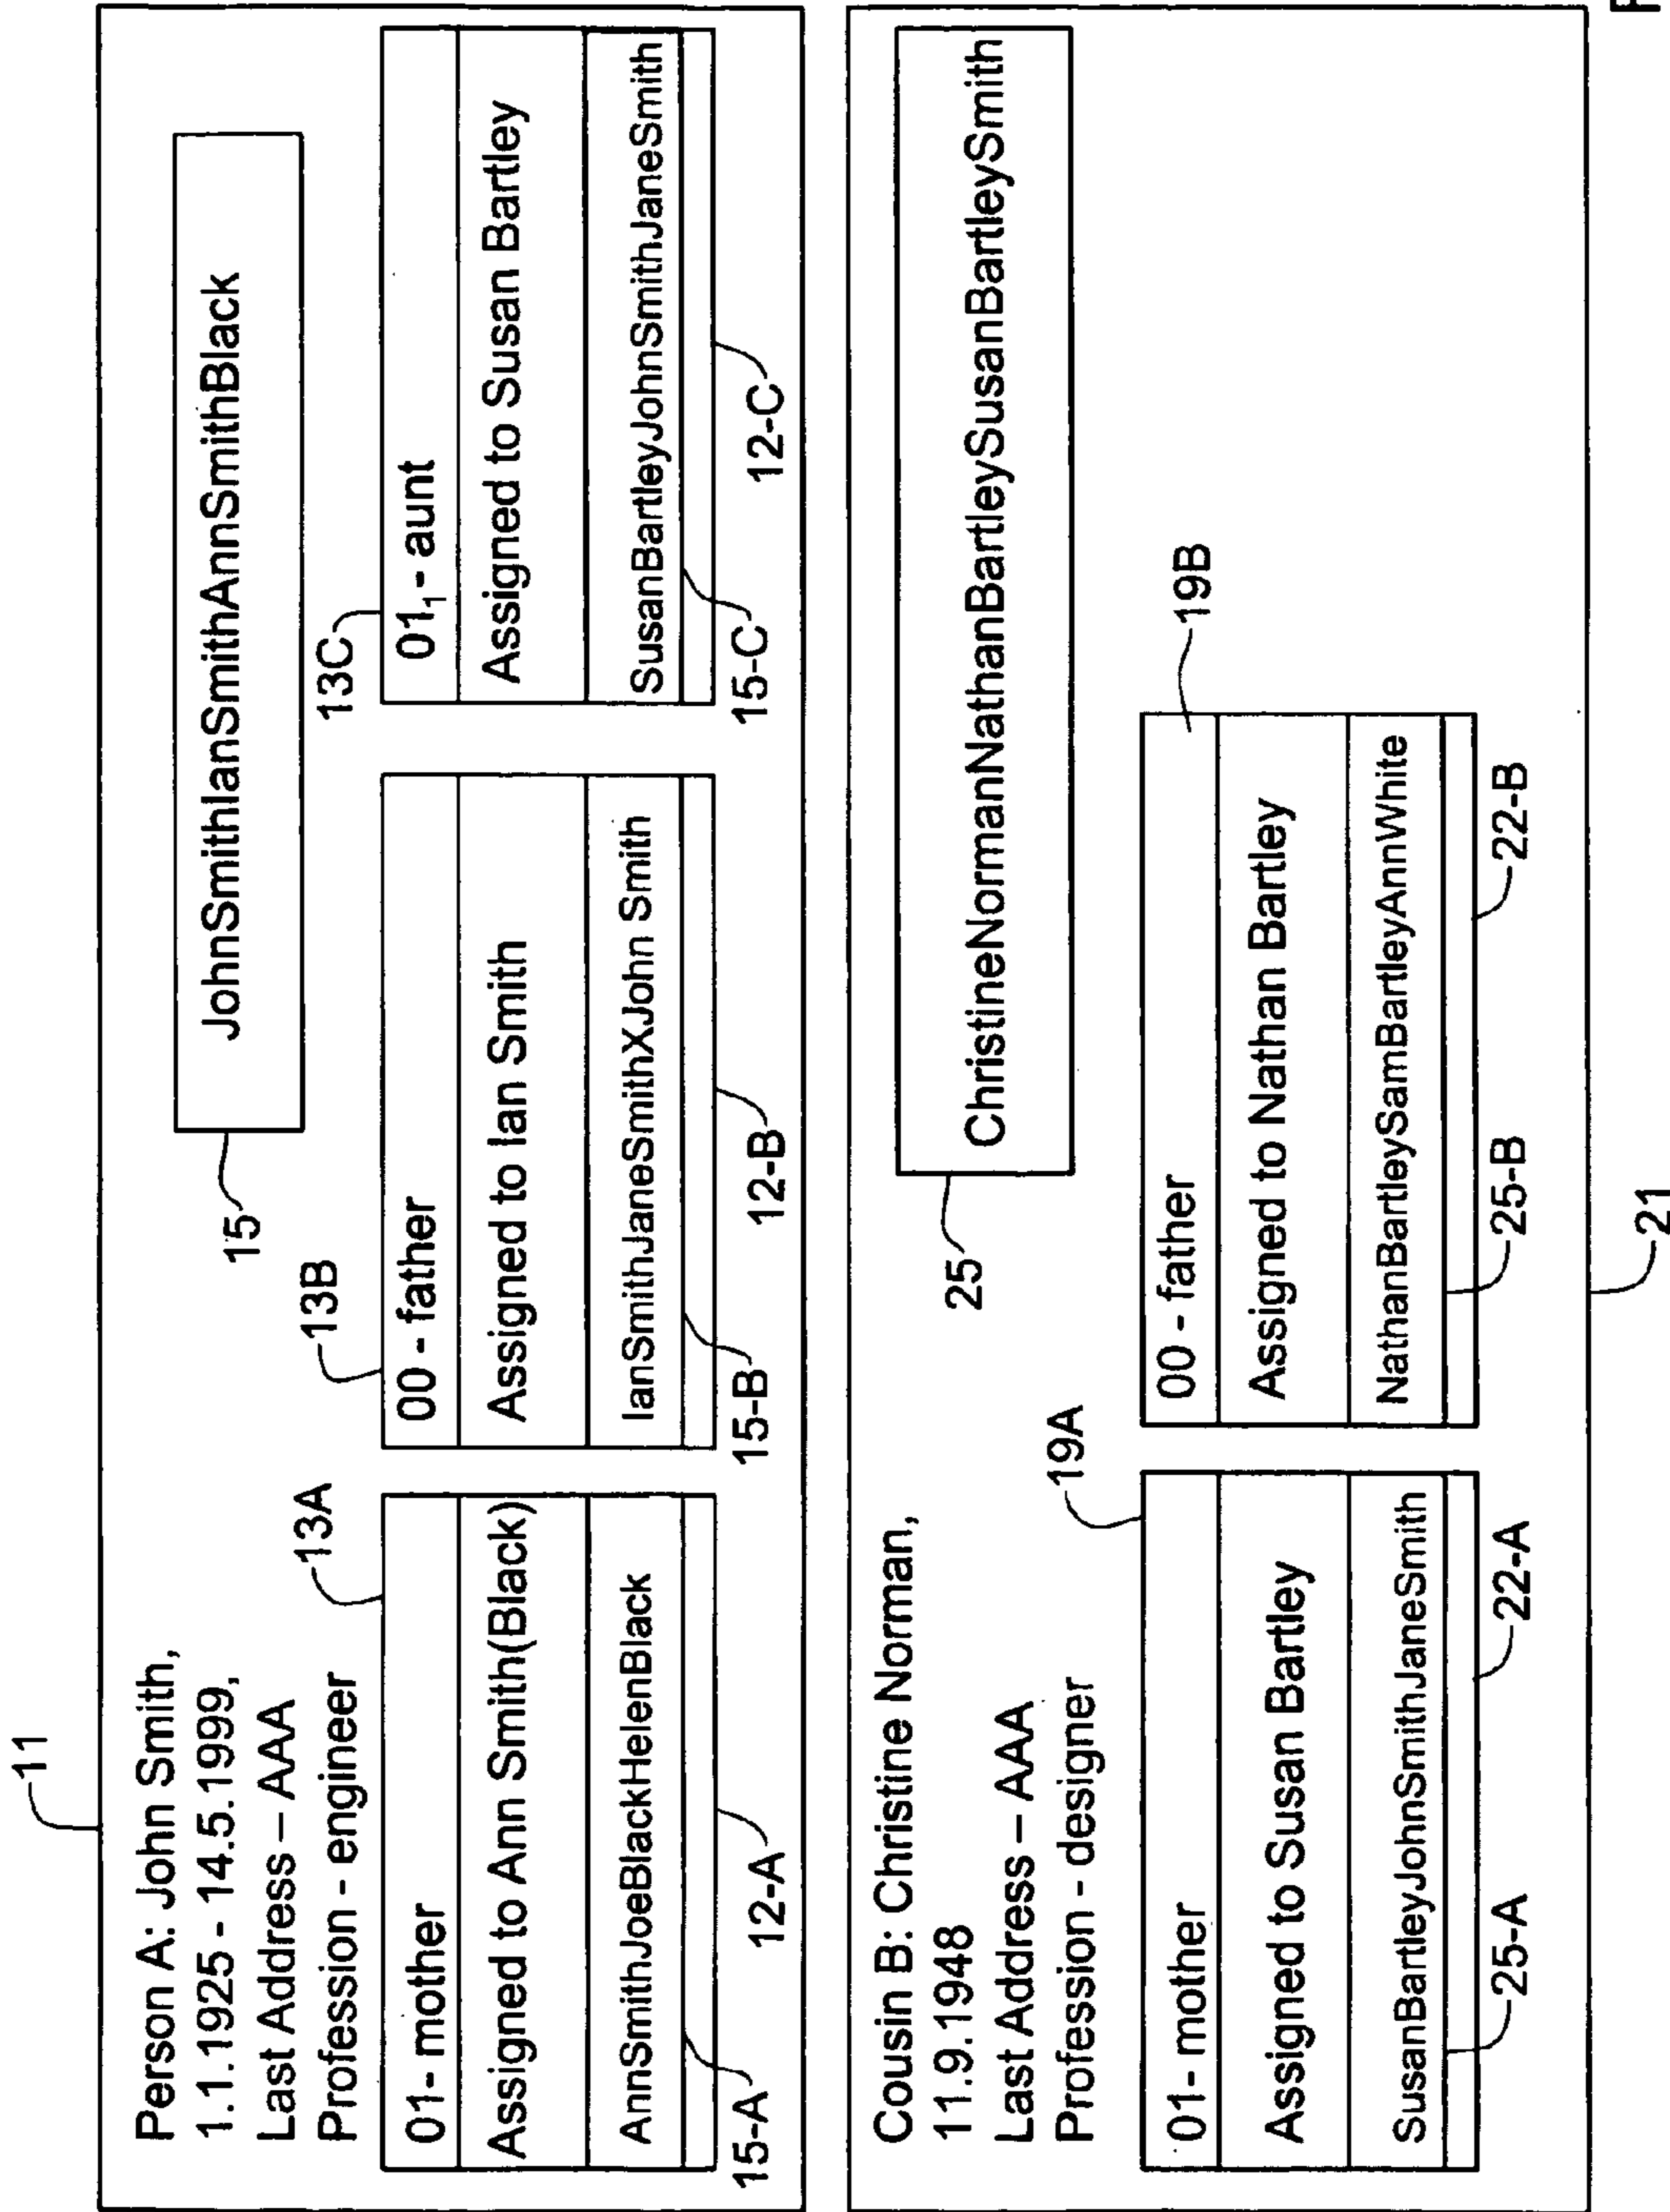 11
Person A: John Smith,
1.1.1925 - 14.5.1999,
Last Address – AAA
Profession - engineer
15
JohnSmithIanSmithAnnSmithBlack
13A
01- mother
Assigned to Ann Smith(Black)
AnnSmithJoeBlackHelenBlack
15-A
12-A
13B
00 - father
Assigned to Ian Smith
IanSmithJaneSmithXJohn Smith
15-B
12-B
13C
01₁- aunt
Assigned to Susan Bartley
SusanBartleyJohnSmithJaneSmith
15-C
12-C
Cousin B: Christine Norman,
11.9.1948
Last Address – AAA
Profession - designer
25
ChristineNormanNathanBartleySusanBartleySmith
19A
01- mother
Assigned to Susan Bartley
SusanBartleyJohnSmithJaneSmith
25-A
22-A
19B
00 - father
Assigned to Nathan Bartley
NathanBartleySamBartleyAnnWhite
25-B
22-B
21